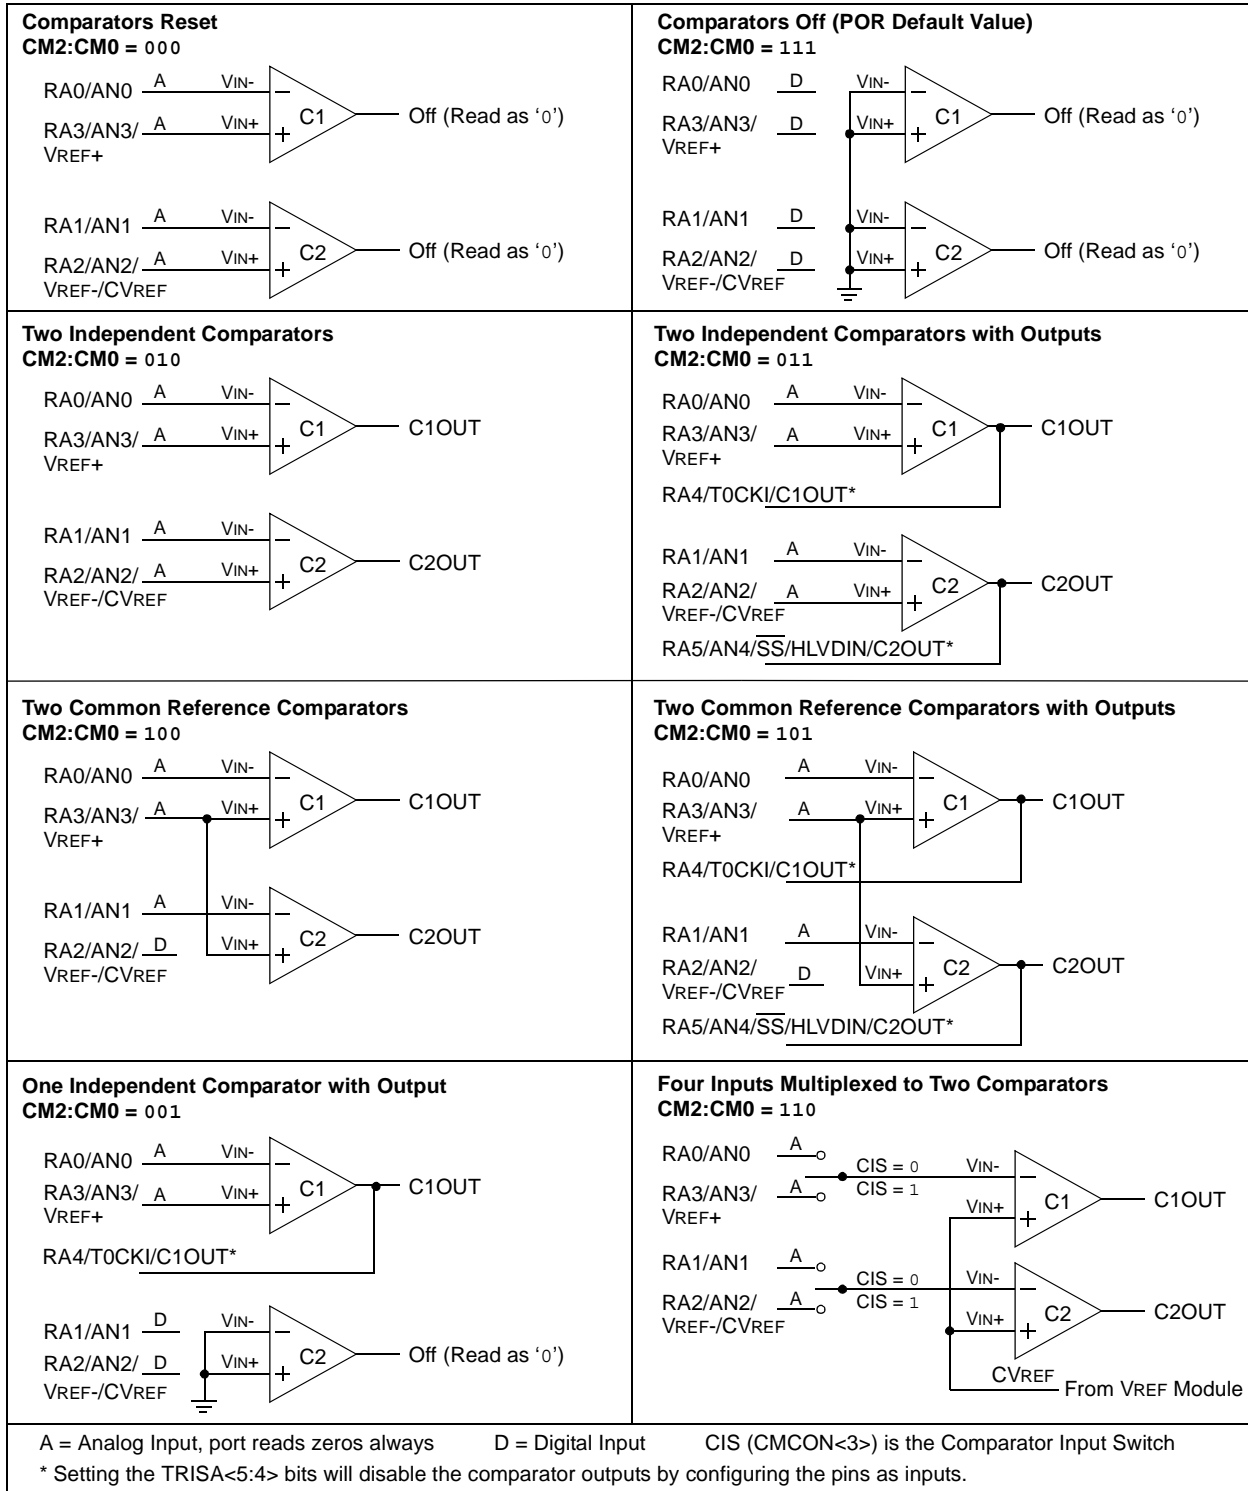 Comparators Reset
CM2:CM0 = 000
RA0/AN0 A VIN-
C1 Off (Read as ‘0’)
RA3/AN3/ A VIN+
VREF+
RA1/AN1 A VIN-
C2 Off (Read as ‘0’)
RA2/AN2/ A VIN+
VREF-/CVREF
Comparators Off (POR Default Value)
CM2:CM0 = 111
RA0/AN0 D VIN-
C1 Off (Read as ‘0’)
RA3/AN3/ D VIN+
VREF+
RA1/AN1 D VIN-
C2 Off (Read as ‘0’)
RA2/AN2/ D VIN+
VREF-/CVREF
Two Independent Comparators
CM2:CM0 = 010
RA0/AN0 A VIN-
C1 C1OUT
RA3/AN3/ A VIN+
VREF+
RA1/AN1 A VIN-
C2 C2OUT
RA2/AN2/ A VIN+
VREF-/CVREF
Two Independent Comparators with Outputs
CM2:CM0 = 011
RA0/AN0 A VIN-
C1 C1OUT
RA3/AN3/ A VIN+
VREF+
RA4/T0CKI/C1OUT*
RA1/AN1 A VIN-
C2 C2OUT
RA2/AN2/ A VIN+
VREF-/CVREF
RA5/AN4/SS/HLVDIN/C2OUT*
Two Common Reference Comparators
CM2:CM0 = 100
RA0/AN0 A VIN-
C1 C1OUT
RA3/AN3/ A VIN+
VREF+
RA1/AN1 A VIN-
C2 C2OUT
RA2/AN2/ D VIN+
VREF-/CVREF
Two Common Reference Comparators with Outputs
CM2:CM0 = 101
RA0/AN0 A VIN-
C1 C1OUT
RA3/AN3/ A VIN+
VREF+
RA4/T0CKI/C1OUT*
RA1/AN1 A VIN-
C2 C2OUT
RA2/AN2/ D VIN+
VREF-/CVREF
RA5/AN4/SS/HLVDIN/C2OUT*
One Independent Comparator with Output
CM2:CM0 = 001
RA0/AN0 A VIN-
C1 C1OUT
RA3/AN3/ A VIN+
VREF+
RA4/T0CKI/C1OUT*
RA1/AN1 D VIN-
C2 Off (Read as ‘0’)
RA2/AN2/ D VIN+
VREF-/CVREF
Four Inputs Multiplexed to Two Comparators
CM2:CM0 = 110
RA0/AN0 A
CIS = 0 VIN-
RA3/AN3/ A CIS = 1
VREF+ VIN+ C1 C1OUT
RA1/AN1 A
CIS = 0 VIN-
RA2/AN2/ A CIS = 1
VREF-/CVREF VIN+ C2 C2OUT
CVREF
From VREF Module
A = Analog Input, port reads zeros always D = Digital Input CIS (CMCON<3>) is the Comparator Input Switch
* Setting the TRISA<5:4> bits will disable the comparator outputs by configuring the pins as inputs.